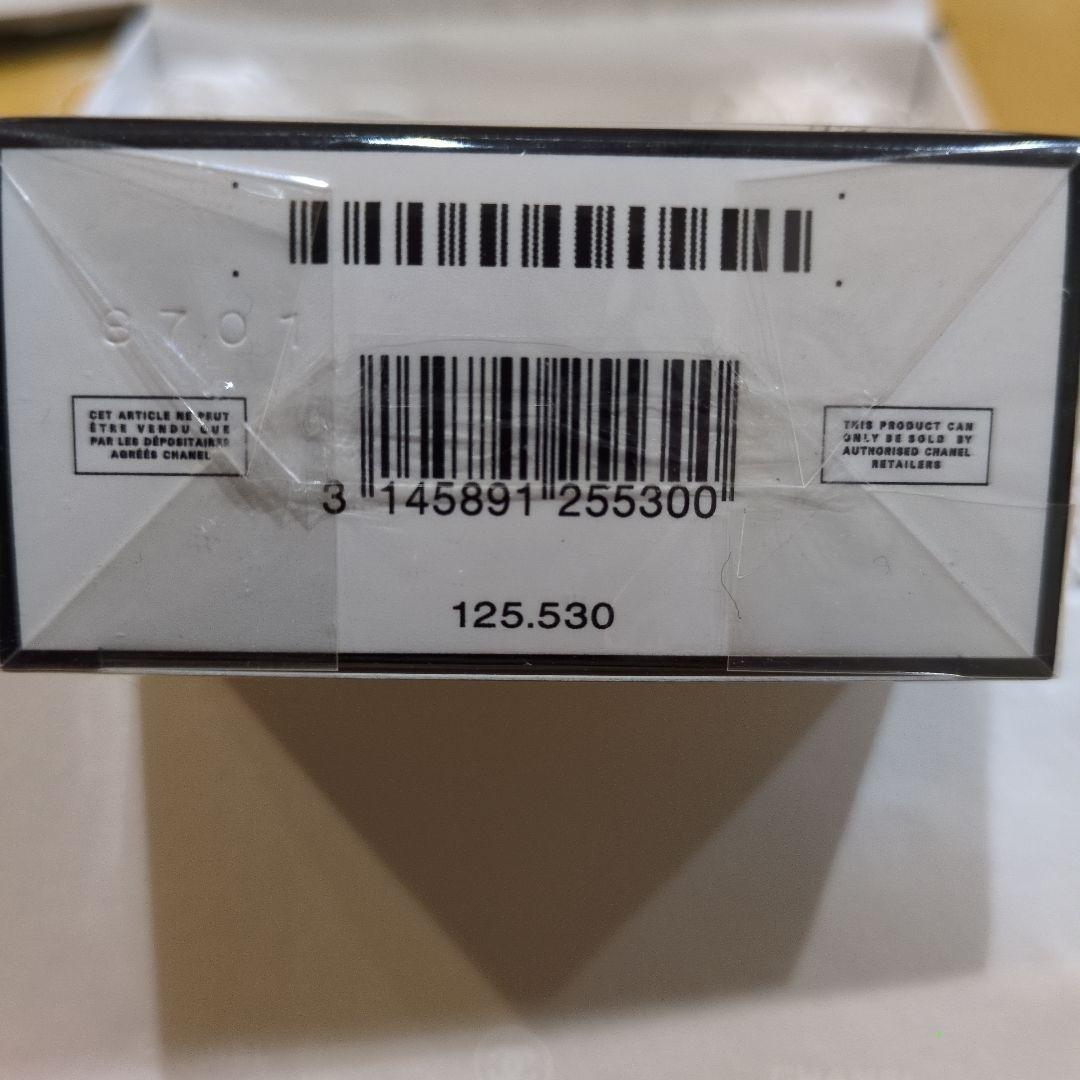 8701
CET ARTICLE NE PEUT
ÊTRE VENDU QUE
PAR LES DÉPOSITAIRES
AGRÉÉS CHANEL
THIS PRODUCT CAN
ONLY BE SOLD BY
AUTHORISED CHANEL
RETAILERS
3 145891 255300
125.530